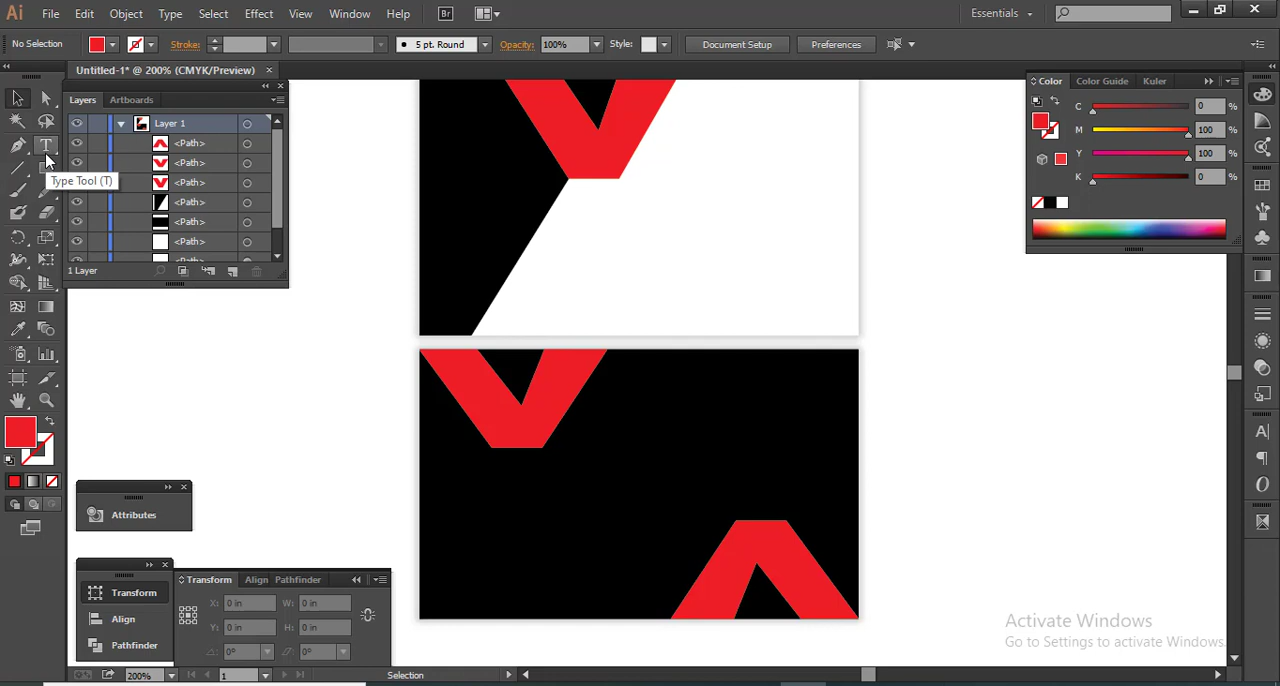 Ai File Edit Object Type Select Effect View Window Help Br Essentials
No Selection Stroke: 5 pt. Round Opacity: 100% Style: Document Setup Preferences
Untitled-1* @ 200% (CMYK/Preview) ×
Layers Artboards
Layer 1
<Path>
<Path>
<Path>
<Path>
<Path>
<Path>
1 Layer
T
Type Tool (T)
Color Color Guide Kuler
C 0 %
M 100 %
Y 100 %
K 0 %
Attributes
Transform
Align
Pathfinder
Transform Align Pathfinder
X: 0 in W: 0 in
Y: 0 in H: 0 in
0° 0°
Activate Windows
Go to Settings to activate Windows.
200% 1 Selection